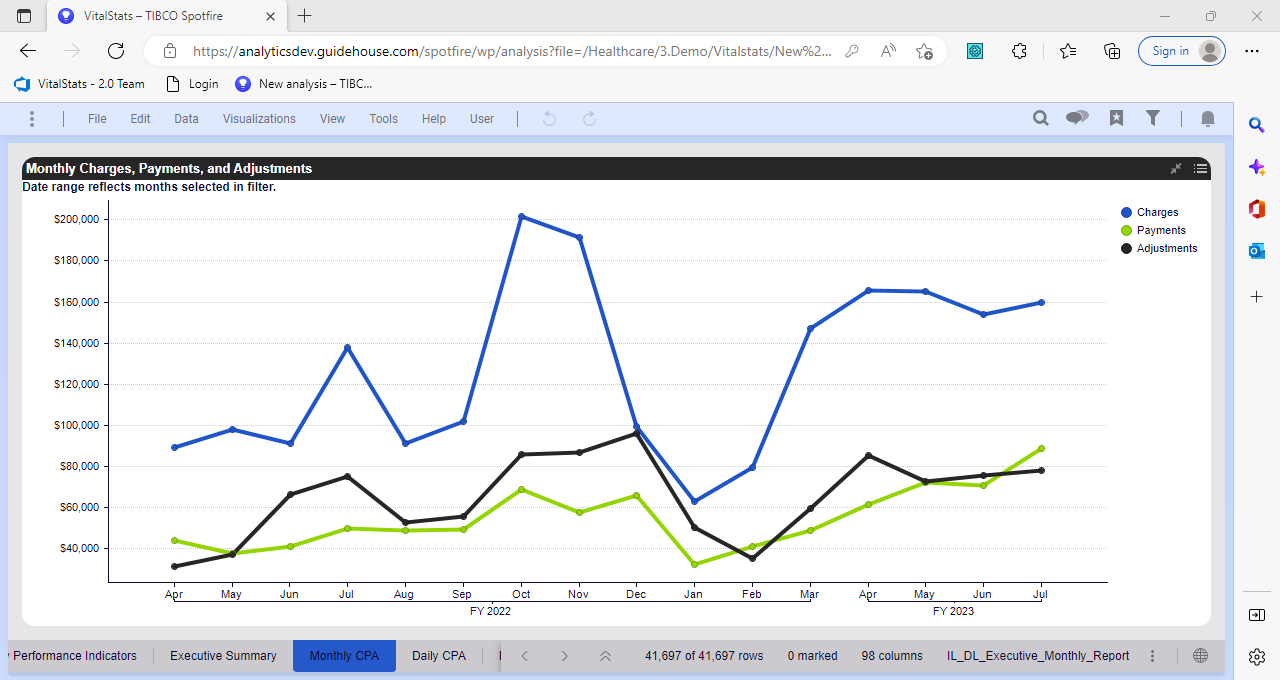 VitalStats – TIBCO Spotfire
https://analyticsdev.guidehouse.com/spotfire/wp/analysis?file=/Healthcare/3.Demo/Vitalstats/New%2...
Sign in
VitalStats - 2.0 Team
Login
New analysis – TIBC...
File Edit Data Visualizations View Tools Help User
Monthly Charges, Payments, and Adjustments
Date range reflects months selected in filter.
$200,000
$180,000
$160,000
$140,000
$120,000
$100,000
$80,000
$60,000
$40,000
Charges
Payments
Adjustments
Apr May Jun Jul Aug Sep Oct Nov Dec Jan Feb Mar Apr May Jun Jul
FY 2022 FY 2023
Performance Indicators Executive Summary Monthly CPA Daily CPA
41,697 of 41,697 rows 0 marked 98 columns IL_DL_Executive_Monthly_Report